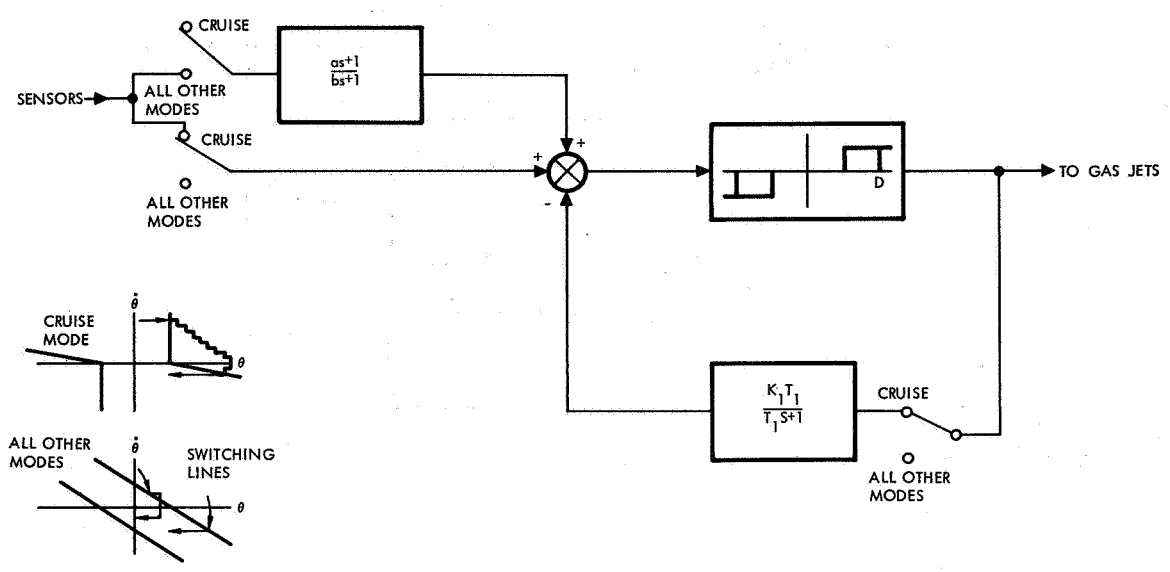 CRUISE
as+1
bs+1
SENSORS
ALL OTHER
MODES
CRUISE
+
+
-
D
TO GAS JETS
ALL OTHER
MODES
θ̇
CRUISE
MODE
θ
K₁T₁
T₁S+1
CRUISE
ALL OTHER
MODES
ALL OTHER
MODES
θ̇
SWITCHING
LINES
θ